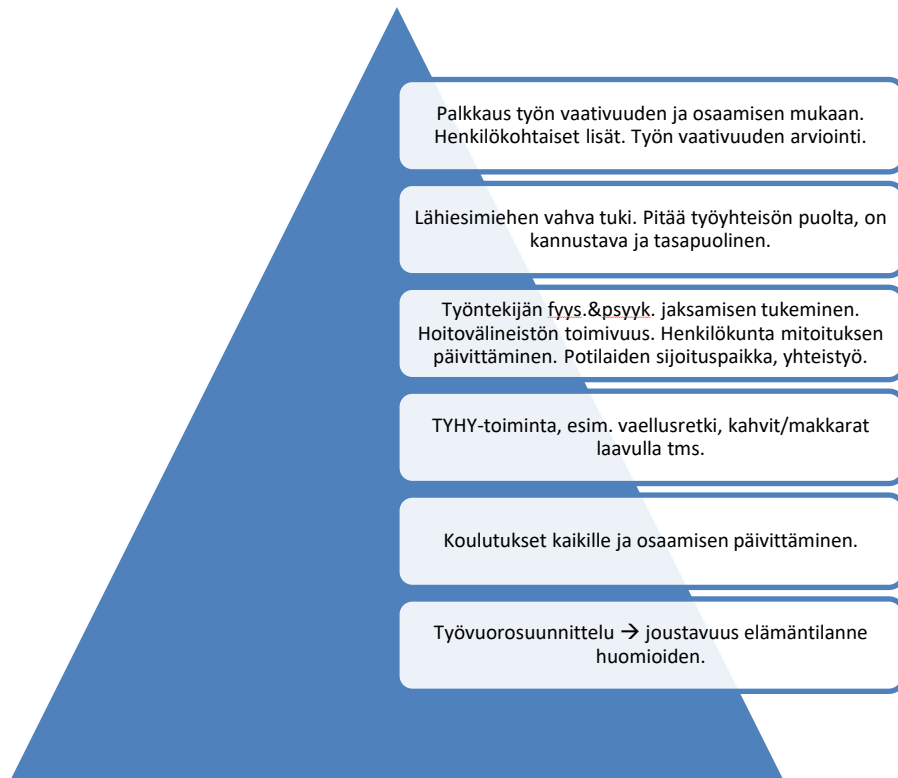 Palkkaus työn vaativuuden ja osaamisen mukaan.
Henkilökohtaiset lisät. Työn vaativuuden arviointi.
Lähiesimiehen vahva tuki. Pitää työyhteisön puolta, on
kannustava ja tasapuolinen.
Työntekijän fyys.&psyyk. jaksamisen tukeminen.
Hoitovälineistön toimivuus. Henkilökunta mitoituksen
päivittäminen. Potilaiden sijoituspaikka, yhteistyö.
TYHY-toiminta, esim. vaellusretki, kahvit/makkarat
laavulla tms.
Koulutukset kaikille ja osaamisen päivittäminen.
Työvuorosuunnittelu → joustavuus elämäntilanne
huomioiden.